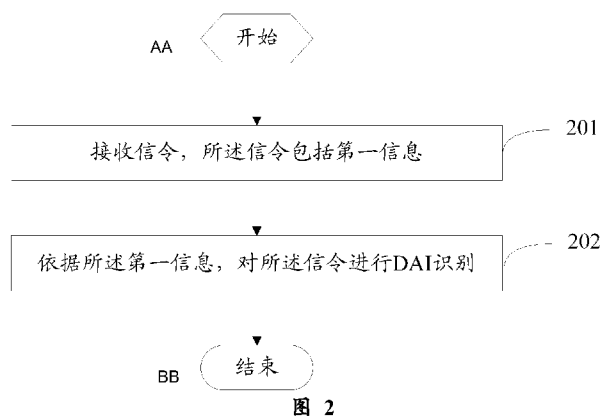 AA 开始
201
接收信令，所述信令包括第一信息
202
依据所述第一信息，对所述信令进行DAI识别
BB 结束
图 2